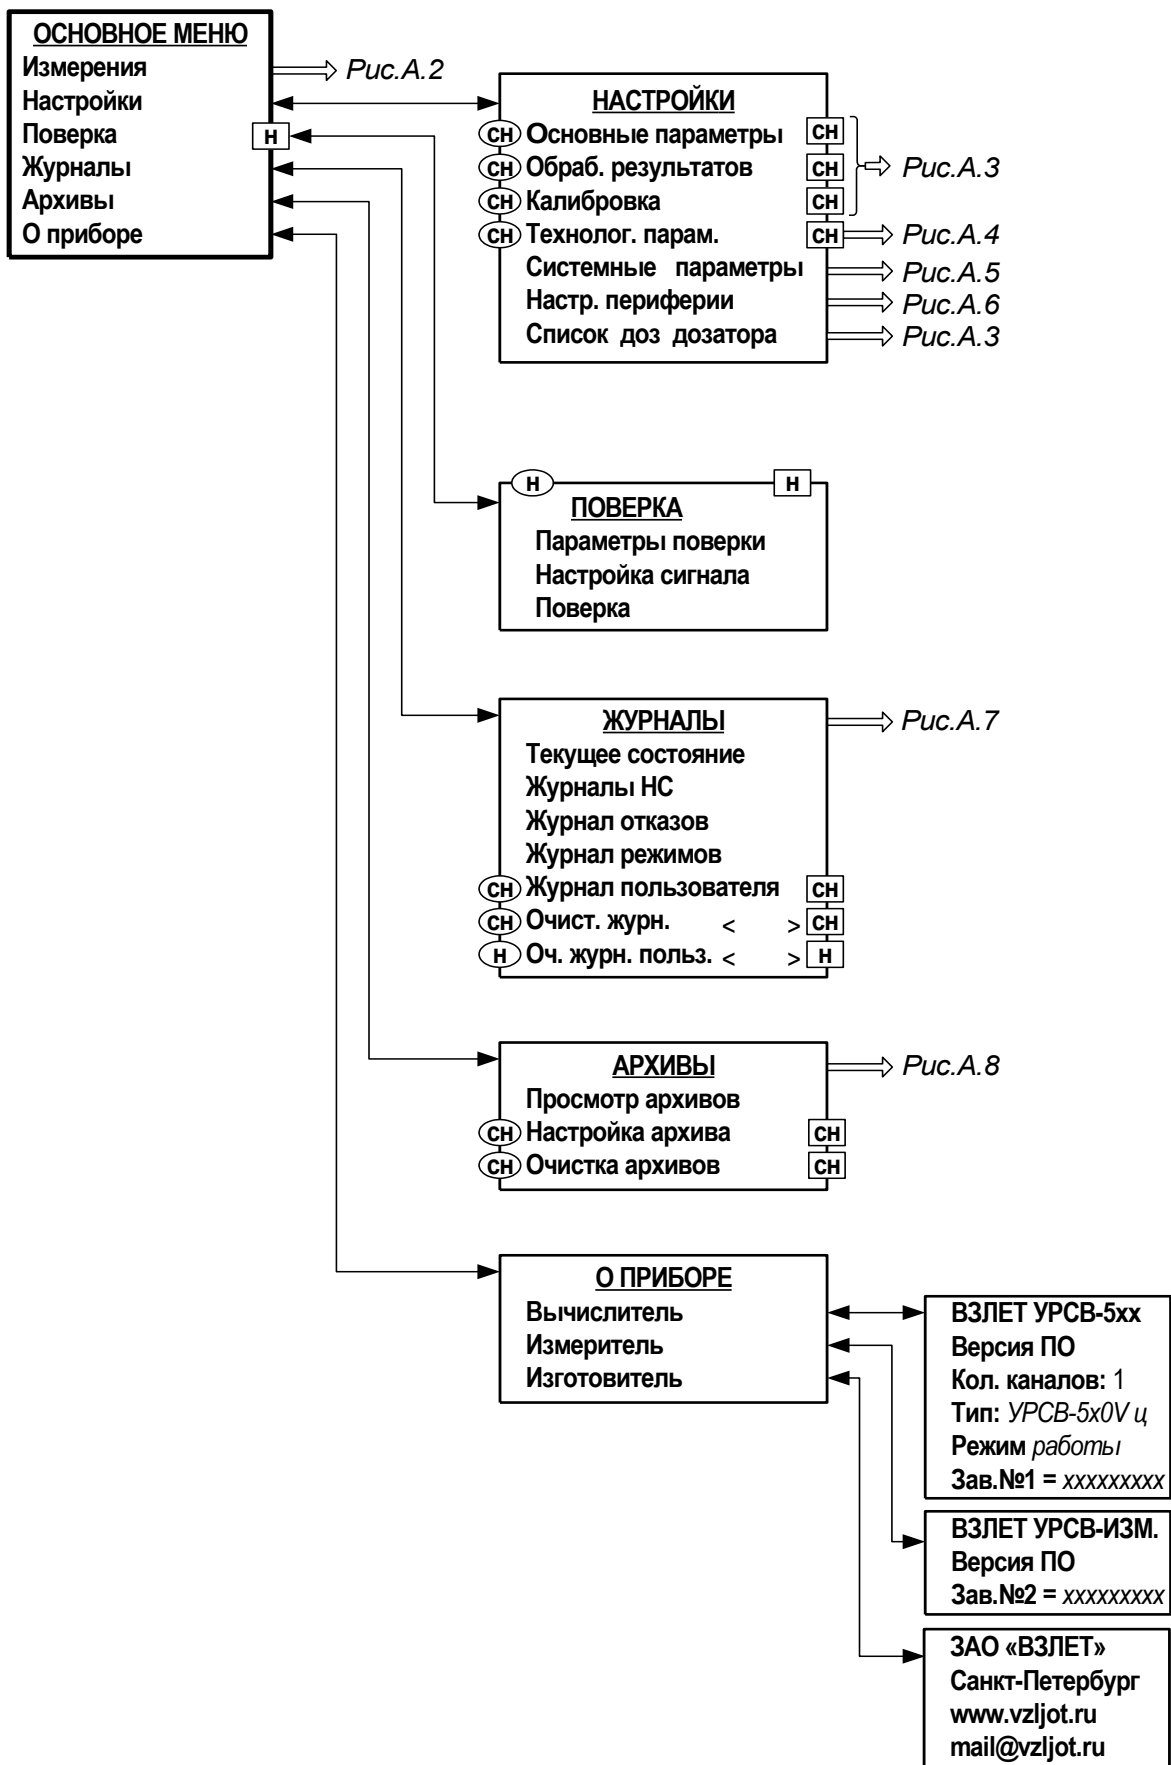 ОСНОВНОЕ МЕНЮ
Измерения
Рис.А.2
Настройки
Поверка
н
Журналы
Архивы
О приборе
НАСТРОЙКИ
сн Основные параметры сн
сн Обраб. результатов сн
Рис.А.3
сн Калибровка сн
сн Технолог. парам. сн
Рис.А.4
Системные параметры
Рис.А.5
Настр. периферии
Рис.А.6
Список доз дозатора
Рис.А.3
н н
ПОВЕРКА
Параметры поверки
Настройка сигнала
Поверка
ЖУРНАЛЫ
Рис.А.7
Текущее состояние
Журналы НС
Журнал отказов
Журнал режимов
сн Журнал пользователя сн
сн Очист. журн. < > сн
н Оч. журн. польз. < > н
АРХИВЫ
Рис.А.8
Просмотр архивов
сн Настройка архива сн
сн Очистка архивов сн
О ПРИБОРЕ
Вычислитель
Измеритель
Изготовитель
ВЗЛЕТ УРСВ-5хх
Версия ПО
Кол. каналов: 1
Тип: УРСВ-5х0V ц
Режим работы
Зав.№1 = ххххххххх
ВЗЛЕТ УРСВ-ИЗМ.
Версия ПО
Зав.№2 = ххххххххх
ЗАО «ВЗЛЕТ»
Санкт-Петербург
www.vzljot.ru
mail@vzljot.ru